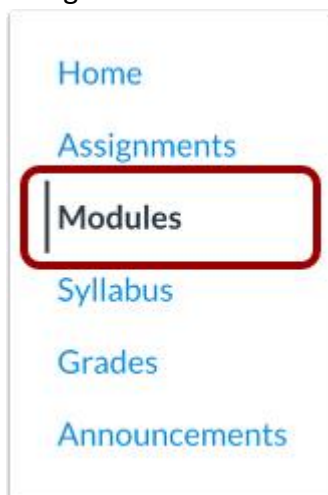 Home
Assignments
Modules
Syllabus
Grades
Announcements